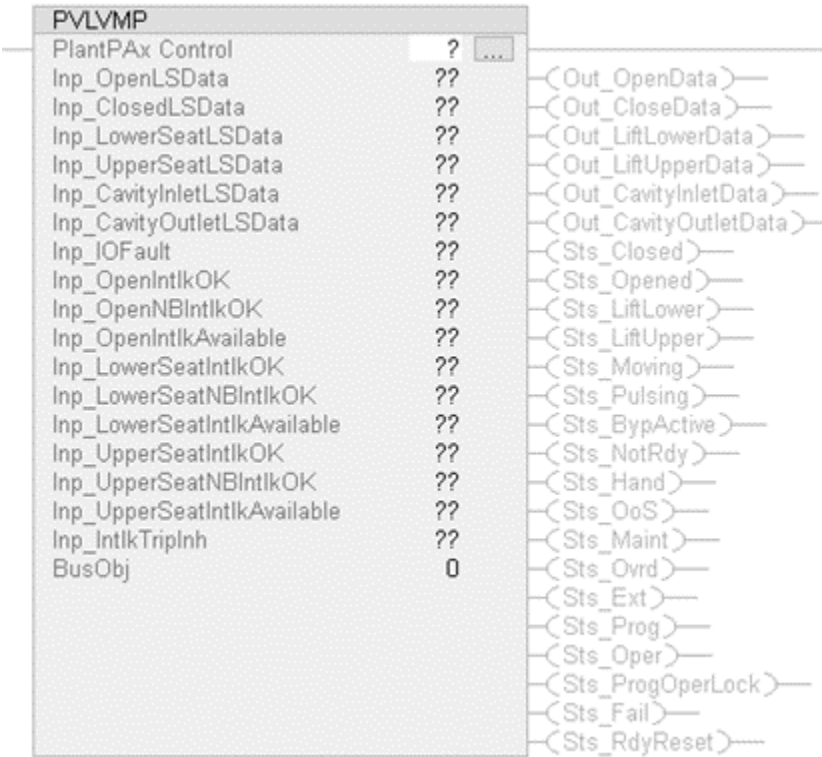 PVLVMP
PlantPAx Control ? ...
Inp_OpenLSData ?? Out_OpenData
Inp_ClosedLSData ?? Out_CloseData
Inp_LowerSeatLSData ?? Out_LiftLowerData
Inp_UpperSeatLSData ?? Out_LiftUpperData
Inp_CavityInletLSData ?? Out_CavityInletData
Inp_CavityOutletLSData ?? Out_CavityOutletData
Inp_IOFault ?? Sts_Closed
Inp_OpenIntlkOK ?? Sts_Opened
Inp_OpenNBIntlkOK ?? Sts_LiftLower
Inp_OpenIntlkAvailable ?? Sts_LiftUpper
Inp_LowerSeatIntlkOK ?? Sts_Moving
Inp_LowerSeatNBIntlkOK ?? Sts_Pulsing
Inp_LowerSeatIntlkAvailable ?? Sts_BypActive
Inp_UpperSeatIntlkOK ?? Sts_NotRdy
Inp_UpperSeatNBIntlkOK ?? Sts_Hand
Inp_UpperSeatIntlkAvailable ?? Sts_OoS
Inp_IntlkTripInh ?? Sts_Maint
BusObj 0 Sts_Ovrd
Sts_Ext
Sts_Prog
Sts_Oper
Sts_ProgOperLock
Sts_Fail
Sts_RdyReset